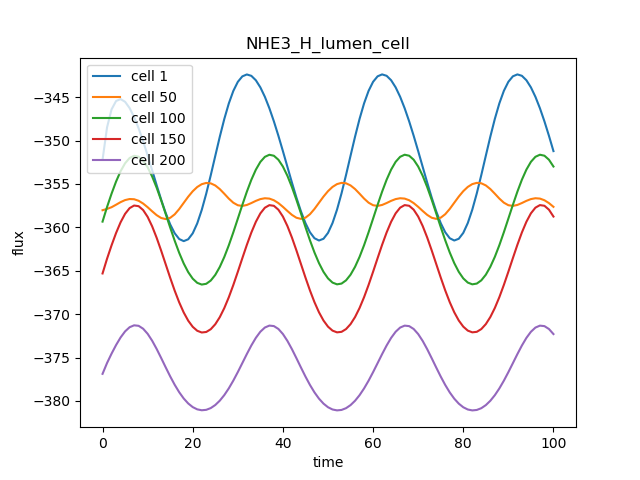 NHE3_H_lumen_cell
cell 1
cell 50
cell 100
cell 150
cell 200
flux
−345
−350
−355
−360
−365
−370
−375
−380
0 20 40 60 80 100
time